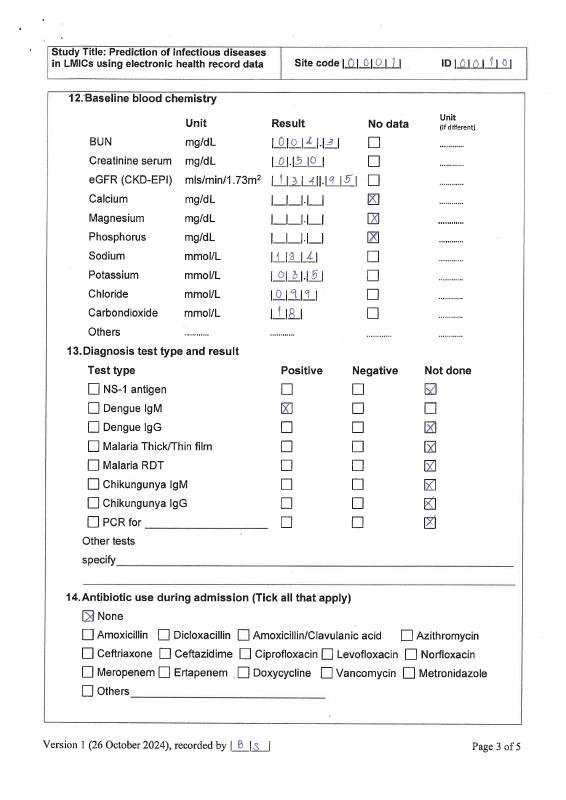 Study Title: Prediction of infectious diseases
in LMICs using electronic health record data
Site code |0|0|0|1| ID |0|0|1|0|
12.Baseline blood chemistry
Unit Result No data Unit (if different)
BUN mg/dL |0|0|4|.|3| ☐ ............
Creatinine serum mg/dL |0|.|5|0| ☐ ............
eGFR (CKD-EPI) mls/min/1.73m² |1|3|4|.|9|5| ☐ ............
Calcium mg/dL |_|_|.|_| ☒ ............
Magnesium mg/dL |_|_|.|_| ☒ ............
Phosphorus mg/dL |_|_|.|_| ☒ ............
Sodium mmol/L |1|3|4| ☐ ............
Potassium mmol/L |0|3|.|5| ☐ ............
Chloride mmol/L |0|9|9| ☐ ............
Carbondioxide mmol/L |1|8| ☐ ............
Others ............ ............ ............ ............
13.Diagnosis test type and result
Test type Positive Negative Not done
☐ NS-1 antigen ☐ ☐ ☑
☐ Dengue IgM ☒ ☐ ☐
☐ Dengue IgG ☐ ☐ ☒
☐ Malaria Thick/Thin film ☐ ☐ ☒
☐ Malaria RDT ☐ ☐ ☒
☐ Chikungunya IgM ☐ ☐ ☒
☐ Chikungunya IgG ☐ ☐ ☒
☐ PCR for ____________________ ☐ ☐ ☒
Other tests
specify____________________
14.Antibiotic use during admission (Tick all that apply)
☒ None
☐ Amoxicillin ☐ Dicloxacillin ☐ Amoxicillin/Clavulanic acid ☐ Azithromycin
☐ Ceftriaxone ☐ Ceftazidime ☐ Ciprofloxacin ☐ Levofloxacin ☐ Norfloxacin
☐ Meropenem ☐ Ertapenem ☐ Doxycycline ☐ Vancomycin ☐ Metronidazole
☐ Others____________________
Version 1 (26 October 2024), recorded by |B|S| Page 3 of 5